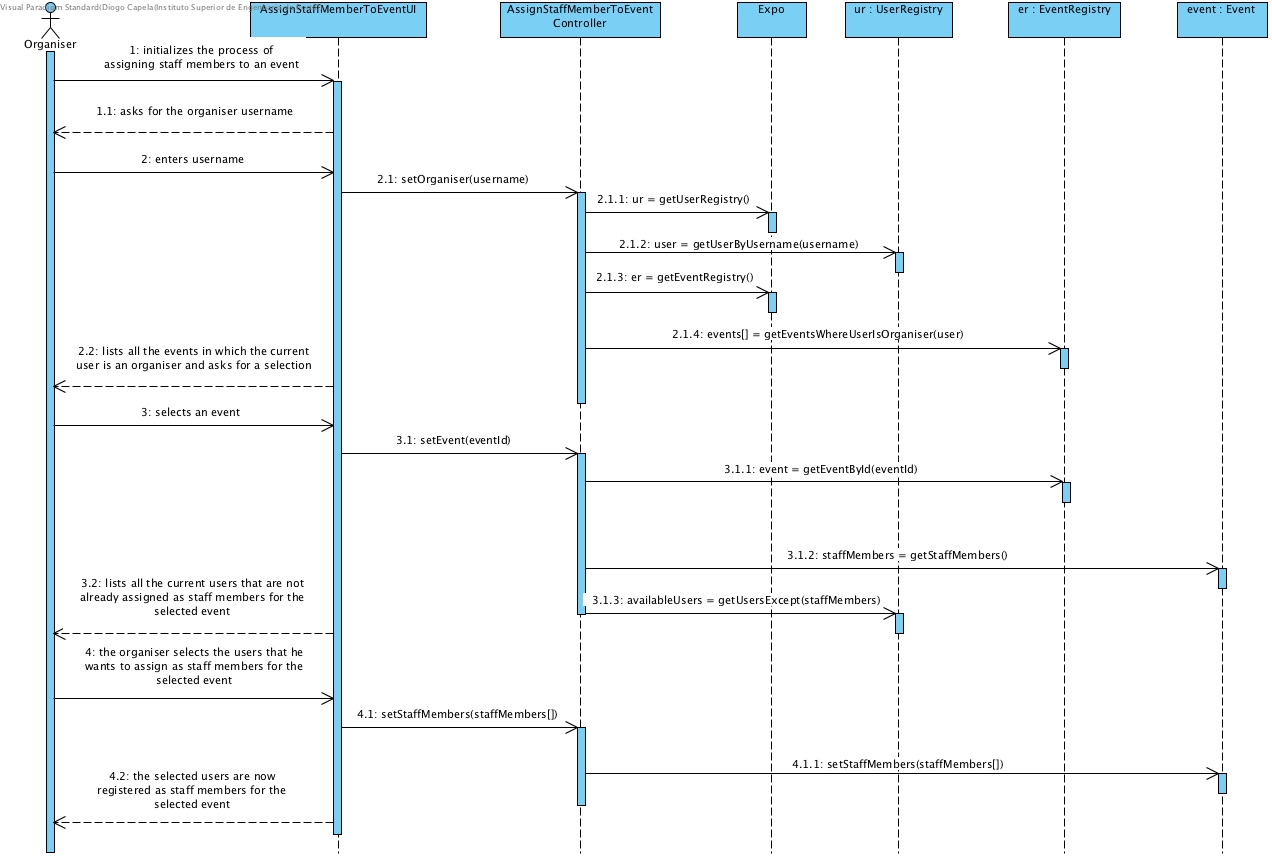 Visual Paradigm Standard(Diogo Capela(Instituto Superior de Enge
AssignStaffMemberToEventUI
AssignStaffMemberToEvent
Controller
Expo
ur : UserRegistry
er : EventRegistry
event : Event
Organiser
1: initializes the process of
assigning staff members to an event
1.1: asks for the organiser username
2: enters username
2.1: setOrganiser(username)
2.1.1: ur = getUserRegistry()
2.1.2: user = getUserByUsername(username)
2.1.3: er = getEventRegistry()
2.1.4: events[] = getEventsWhereUserIsOrganiser(user)
2.2: lists all the events in which the current
user is an organiser and asks for a selection
3: selects an event
3.1: setEvent(eventId)
3.1.1: event = getEventById(eventId)
3.1.2: staffMembers = getStaffMembers()
3.2: lists all the current users that are not
already assigned as staff members for the
selected event
3.1.3: availableUsers = getUsersExcept(staffMembers)
4: the organiser selects the users that he
wants to assign as staff members for the
selected event
4.1: setStaffMembers(staffMembers[])
4.1.1: setStaffMembers(staffMembers[])
4.2: the selected users are now
registered as staff members for the
selected event